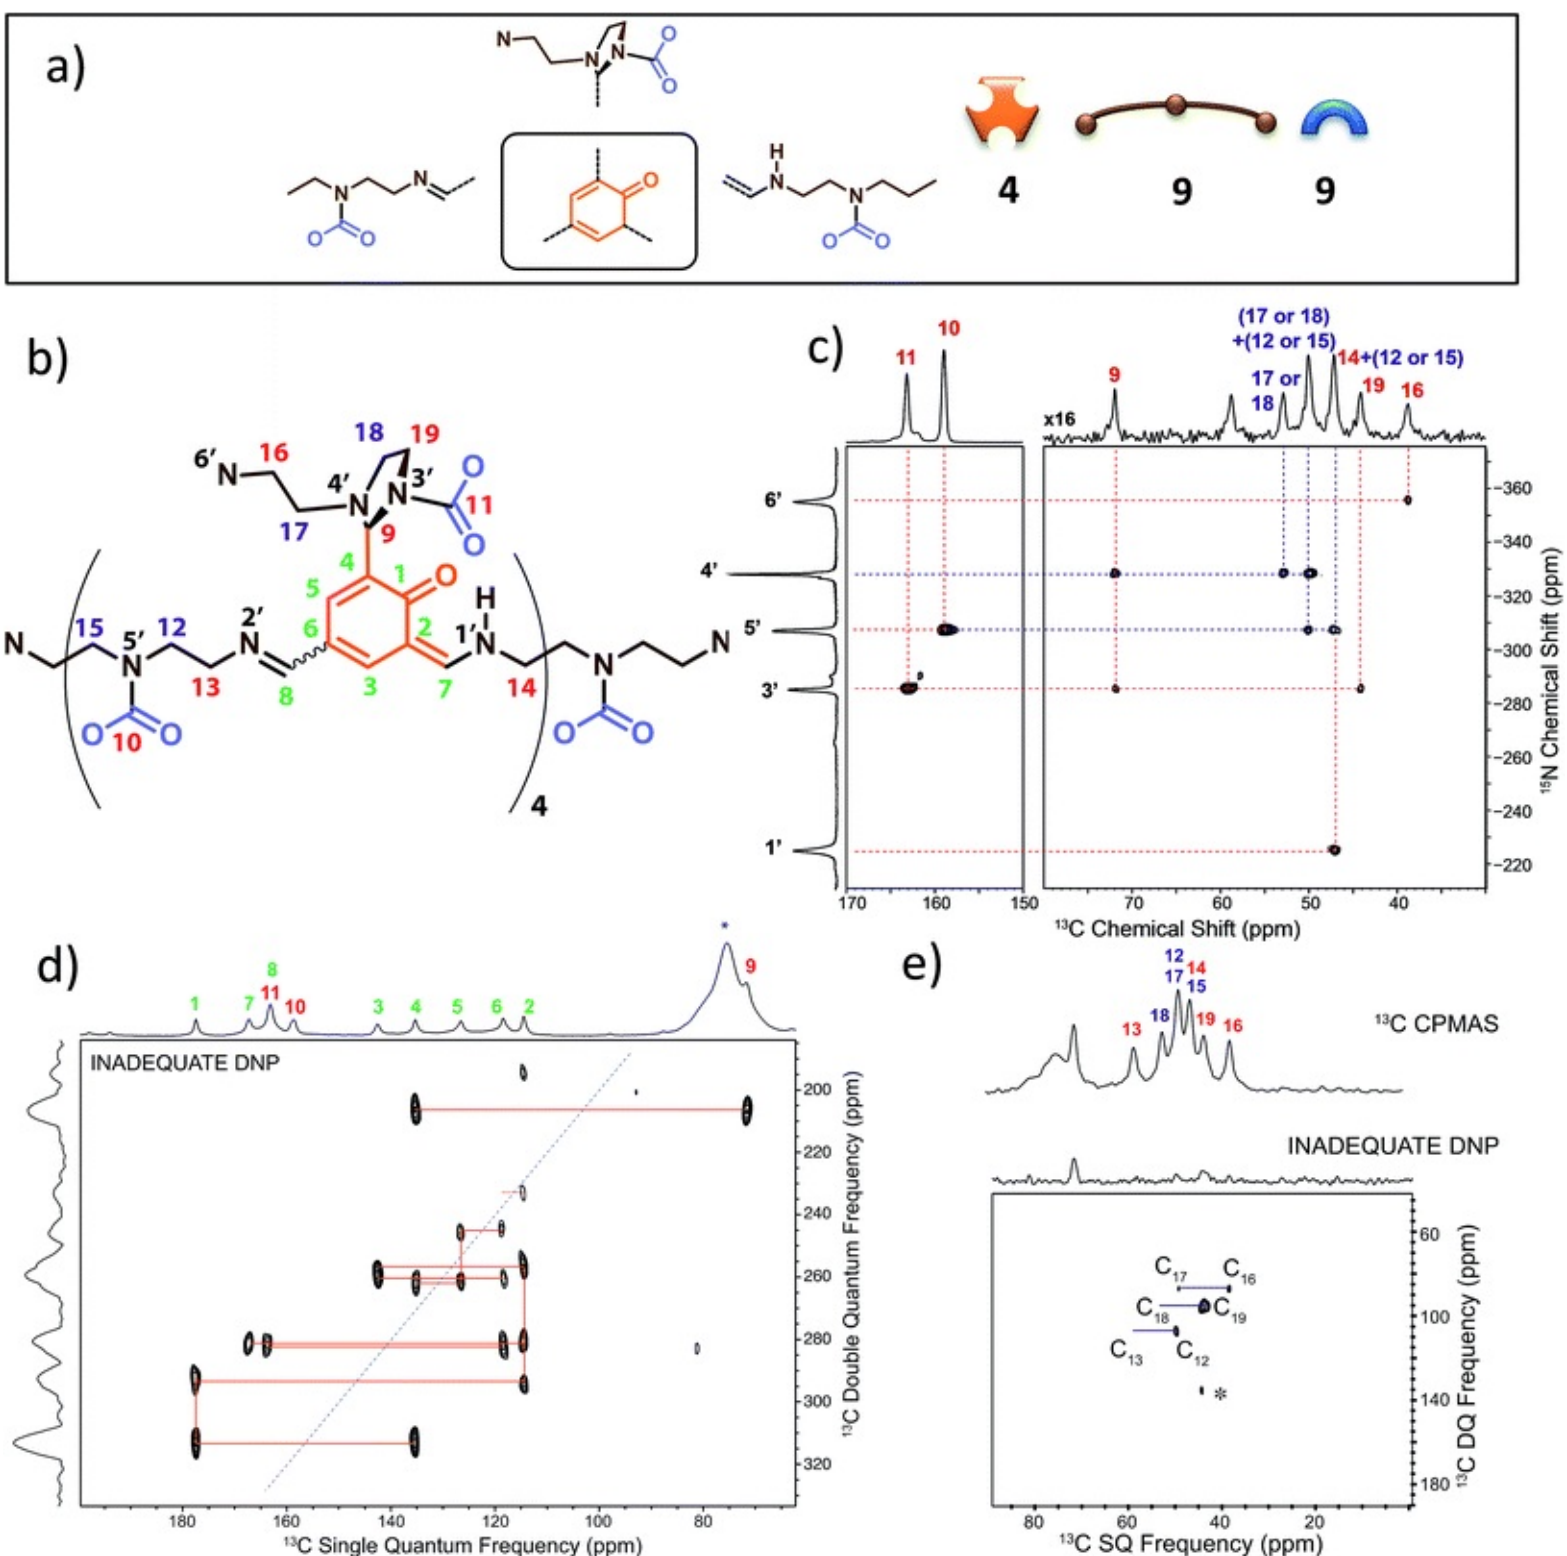 a)
N
N
N
O
O
N
N
O
O
O
H
N
N
O
O
4
9
9
b)
18
19
6'
16
N
4'
3'
O
N
N
11
17
9
O
4
1
O
5
H
2'
15
5'
12
N
6
2
1'
N
N
N
N
N
13
8
3
7
14
O
O
10
O
O
4
c)
(17 or 18)
+(12 or 15)
10
11
14+(12 or 15)
9
17 or
18
19
16
x16
6'
4'
5'
3'
1'
−360
−340
−320
−300
−280
−260
−240
−220
15N Chemical Shift (ppm)
170
160
150
70
60
50
40
13C Chemical Shift (ppm)
d)
*
8
1
7
11
10
3
4
5
6
2
9
INADEQUATE DNP
200
220
240
260
280
300
320
13C Double Quantum Frequency (ppm)
180
160
140
120
100
80
13C Single Quantum Frequency (ppm)
e)
12
17
14
15
13
18
19
16
13C CPMAS
INADEQUATE DNP
C17
C16
C18
C19
C13
C12
*
60
100
140
180
13C DQ Frequency (ppm)
80
60
40
20
13C SQ Frequency (ppm)